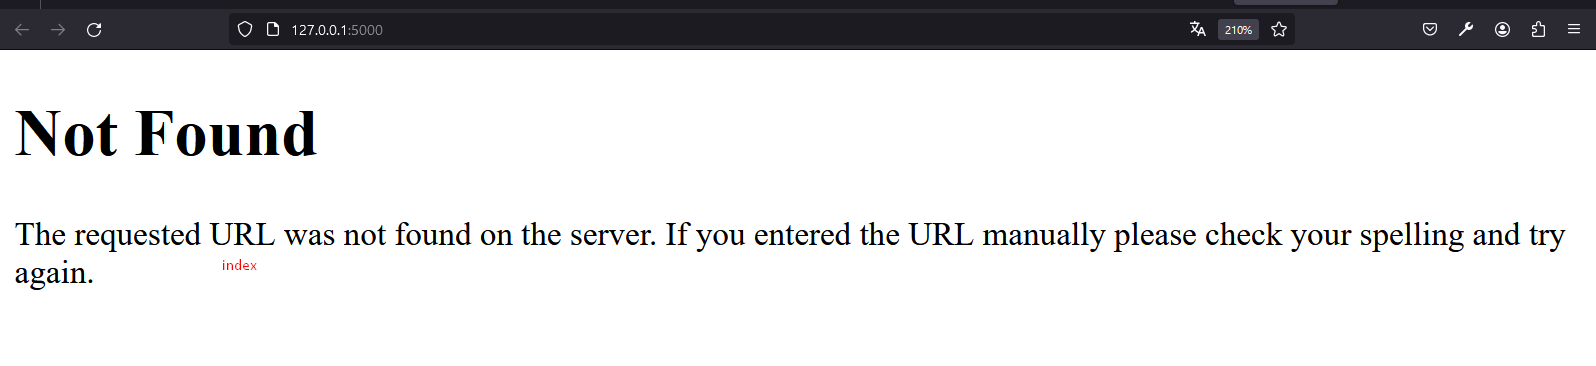 127.0.0.1:5000
210%
Not Found
The requested URL was not found on the server. If you entered the URL manually please check your spelling and try
index
again.